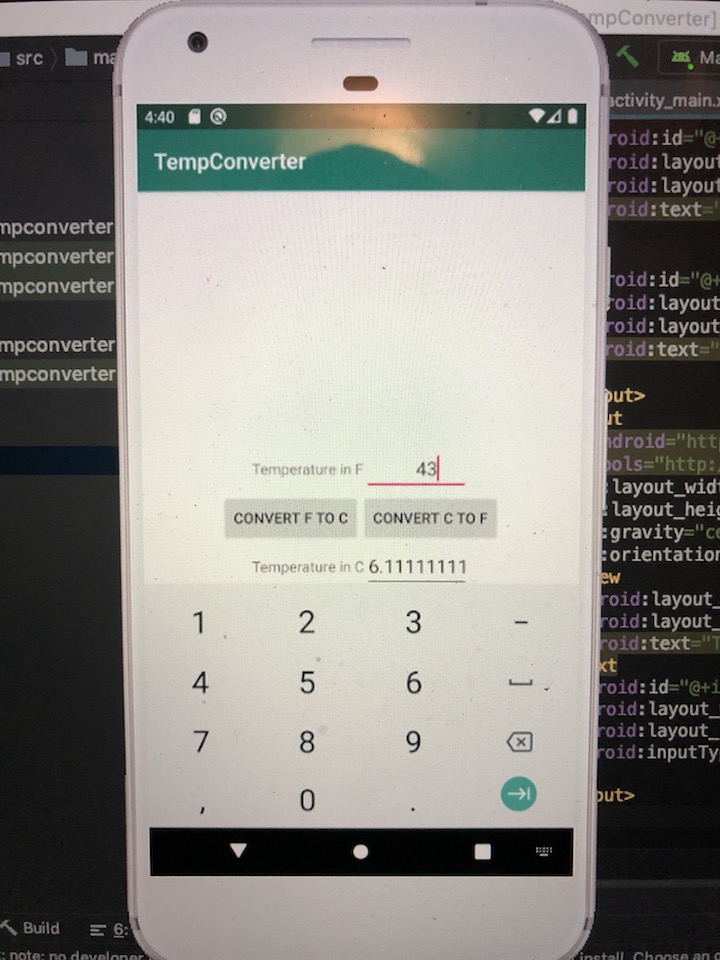 mpConverter]
src
ma
Ma
activity_main.x
4:40
TempConverter
mpconverter
mpconverter
mpconverter
mpconverter
mpconverter
roid:id="@+
roid:layout
roid:layout
roid:text="
roid:id="@+
roid:layout
roid:layout
roid:text="
out>
ut
ndroid="http
ools="http:
:layout_widt
:layout_heig
:gravity="ce
:orientation
ew
roid:layout_
roid:layout_
roid:text="T
xt
roid:id="@+i
roid:layout_
roid:layout_
roid:inputTy
out>
Temperature in F 43
CONVERT F TO C CONVERT C TO F
Temperature in C 6.11111111
1 2 3 –
4 5 6
7 8 9
, 0 .
Build 6:
: note: no developer
install. Choose an